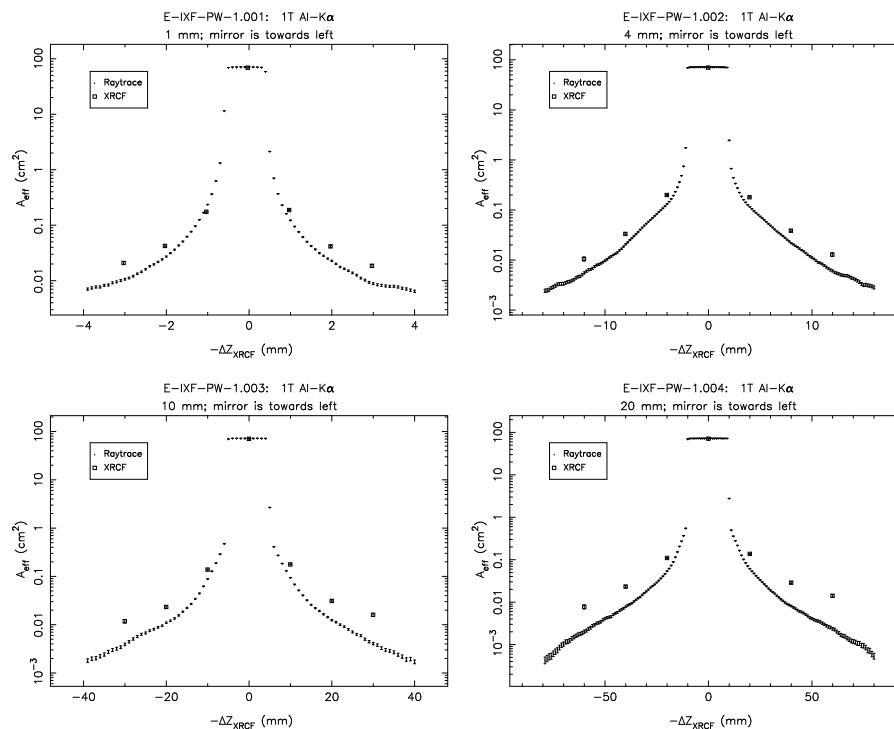 E-IXF-PW-1.001: 1T Al-Kα
1 mm; mirror is towards left
100
10
1
0.1
0.01
A_eff (cm²)
Raytrace
XRCF
−4
−2
0
2
4
−ΔZ_XRCF (mm)
E-IXF-PW-1.002: 1T Al-Kα
4 mm; mirror is towards left
100
10
1
0.1
0.01
10⁻³
A_eff (cm²)
Raytrace
XRCF
−10
0
10
−ΔZ_XRCF (mm)
E-IXF-PW-1.003: 1T Al-Kα
10 mm; mirror is towards left
100
10
1
0.1
0.01
10⁻³
A_eff (cm²)
Raytrace
XRCF
−40
−20
0
20
40
−ΔZ_XRCF (mm)
E-IXF-PW-1.004: 1T Al-Kα
20 mm; mirror is towards left
100
10
1
0.1
0.01
10⁻³
A_eff (cm²)
Raytrace
XRCF
−50
0
50
−ΔZ_XRCF (mm)